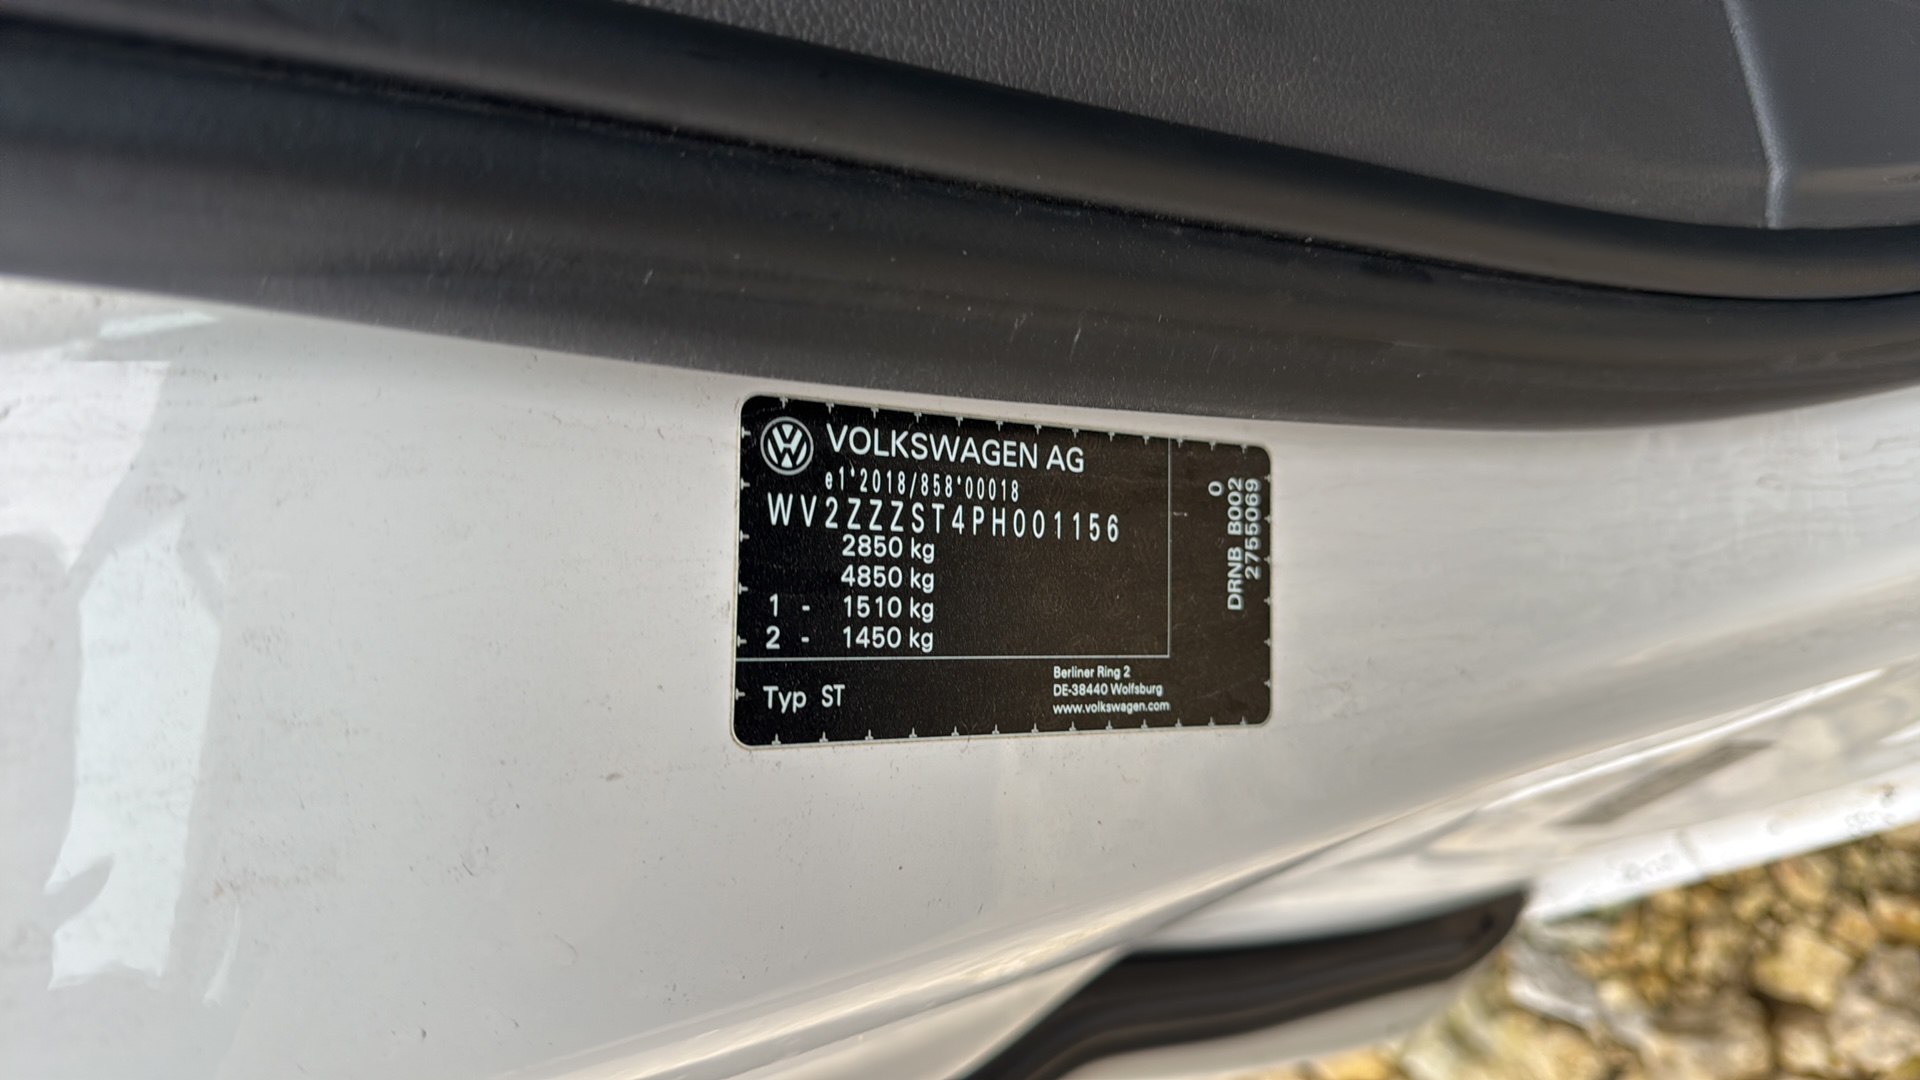 VOLKSWAGEN AG
e1*2018/858*00018
WV2ZZZST4PH001156
2850 kg
4850 kg
1 - 1510 kg
2 - 1450 kg
Typ ST
Berliner Ring 2
DE-38440 Wolfsburg
www.volkswagen.com
0
DRNB B002
2755069